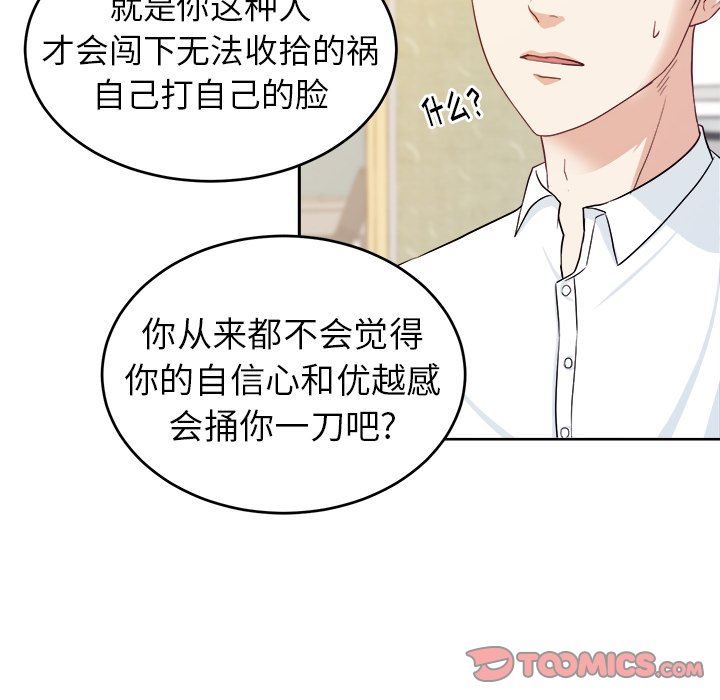 就是你这种人
才会闯下无法收拾的祸
自己打自己的脸
什么?
你从来都不会觉得
你的自信心和优越感
会捅你一刀吧?
TOOMICS.COM